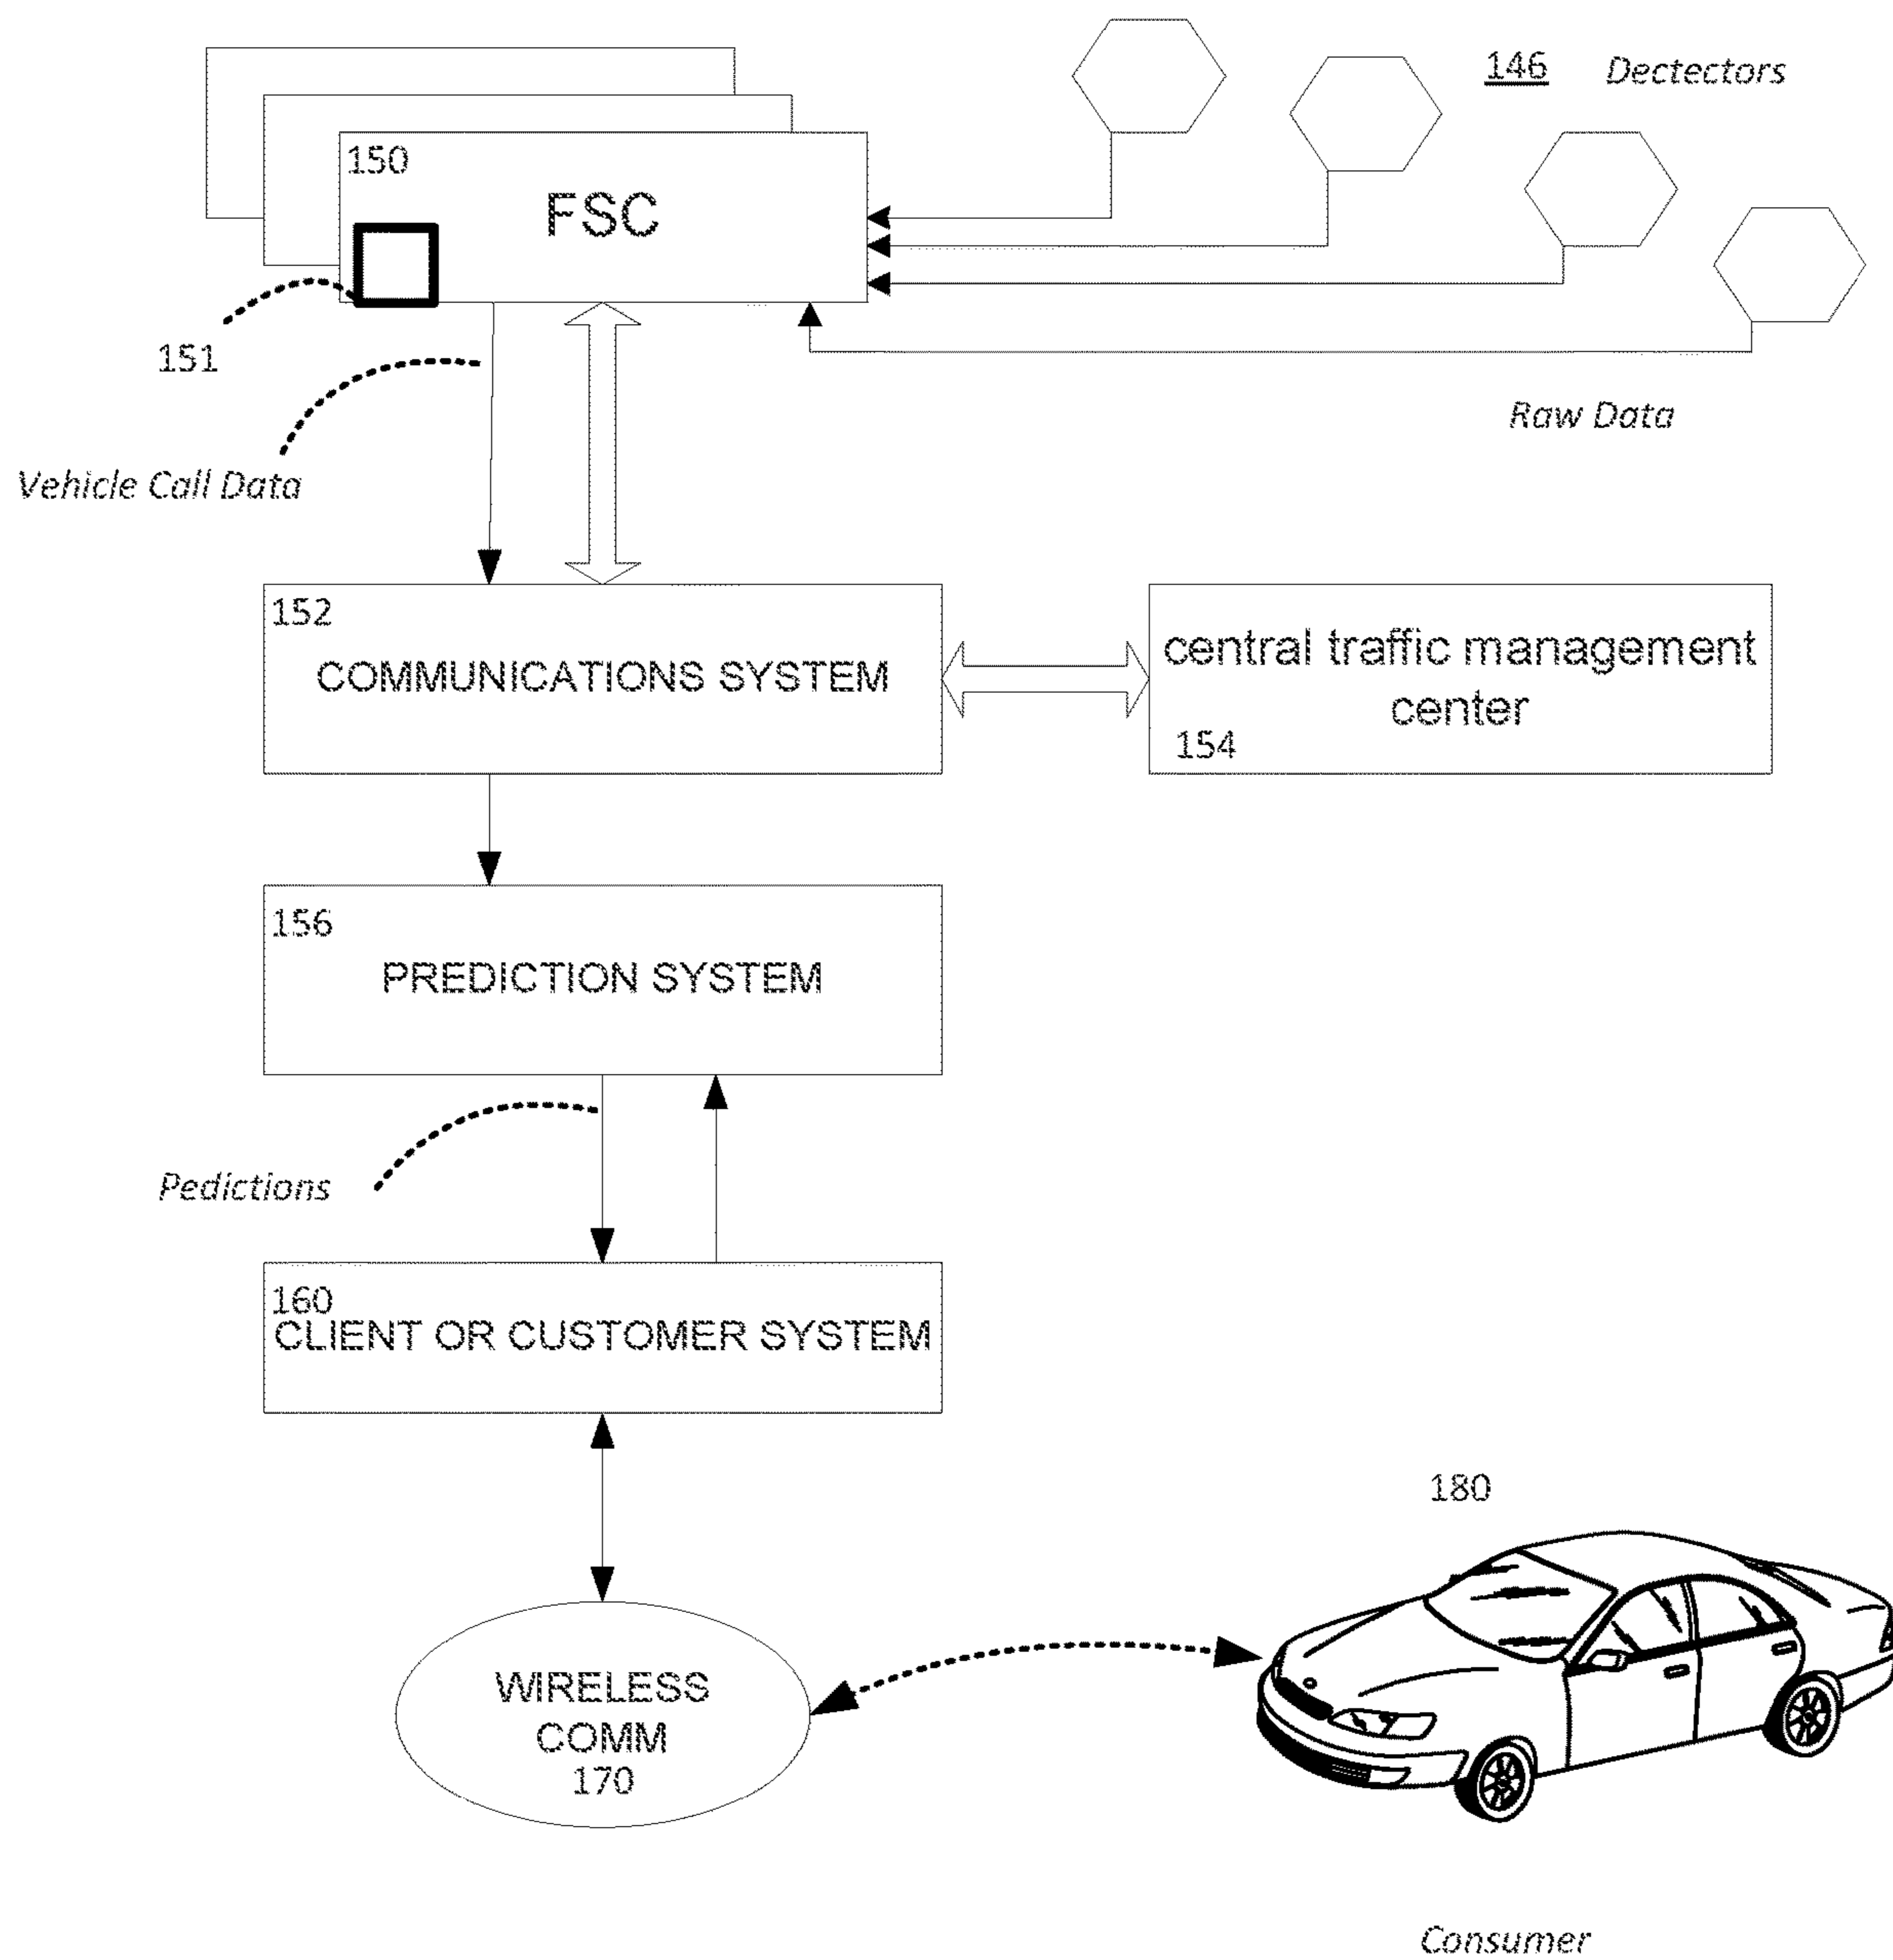 146 Dectectors
150
FSC
151
Raw Data
Vehicle Call Data
152
COMMUNICATIONS SYSTEM
central traffic management
center
154
156
PREDICTION SYSTEM
Pedictions
160
CLIENT OR CUSTOMER SYSTEM
180
WIRELESS
COMM
170
Consumer